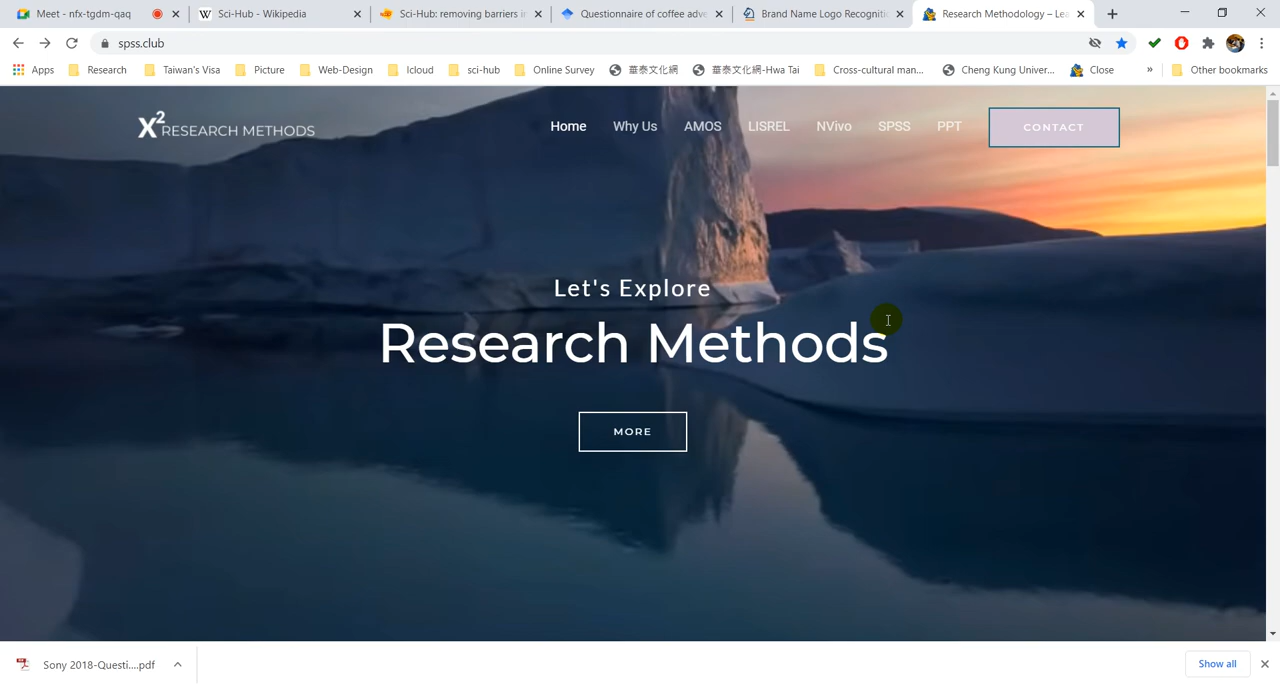 Meet - nfx-tgdm-qaq
Sci-Hub - Wikipedia
Sci-Hub: removing barriers i
Questionnaire of coffee adve
Brand Name Logo Recogniti
Research Methodology – Lea
spss.club
Apps
Research
Taiwan's Visa
Picture
Web-Design
Icloud
sci-hub
Online Survey
華泰文化網
華泰文化網-Hwa Tai
Cross-cultural man...
Cheng Kung Univer...
Close
»
Other bookmarks
X2 RESEARCH METHODS
Home
Why Us
AMOS
LISREL
NVivo
SPSS
PPT
CONTACT
Let's Explore
Research Methods
MORE
Sony 2018-Questi....pdf
Show all